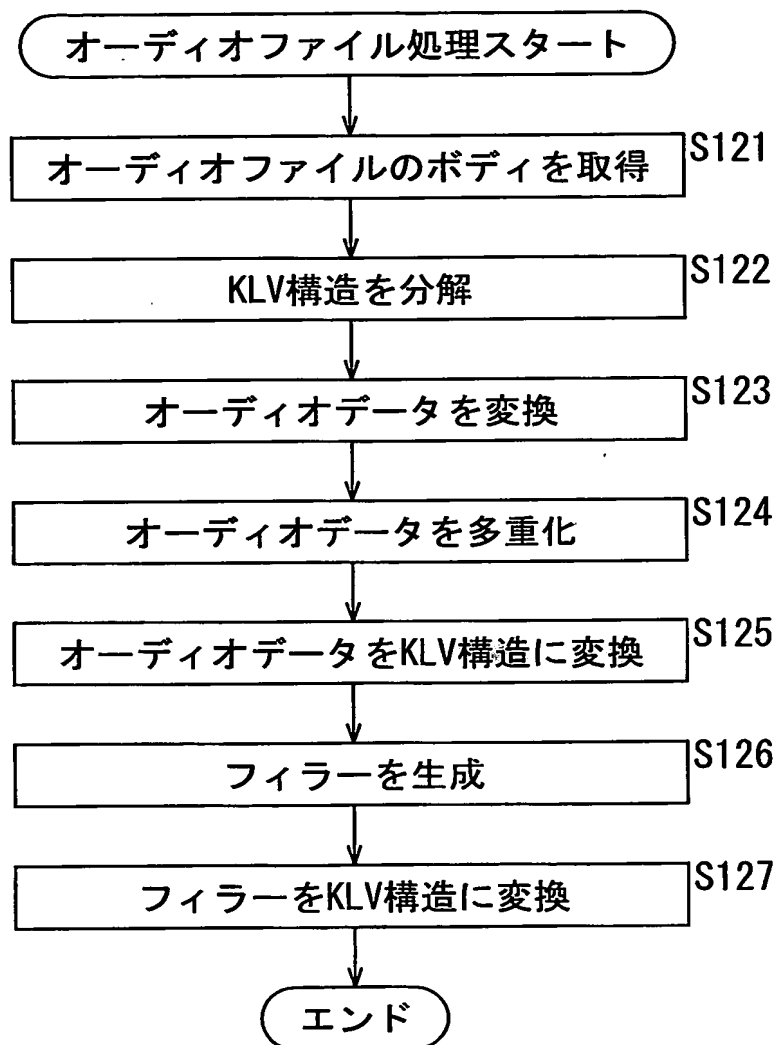 オーディオファイル処理スタート
オーディオファイルのボディを取得
S121
KLV構造を分解
S122
オーディオデータを変換
S123
オーディオデータを多重化
S124
オーディオデータをKLV構造に変換
S125
フィラーを生成
S126
フィラーをKLV構造に変換
S127
エンド